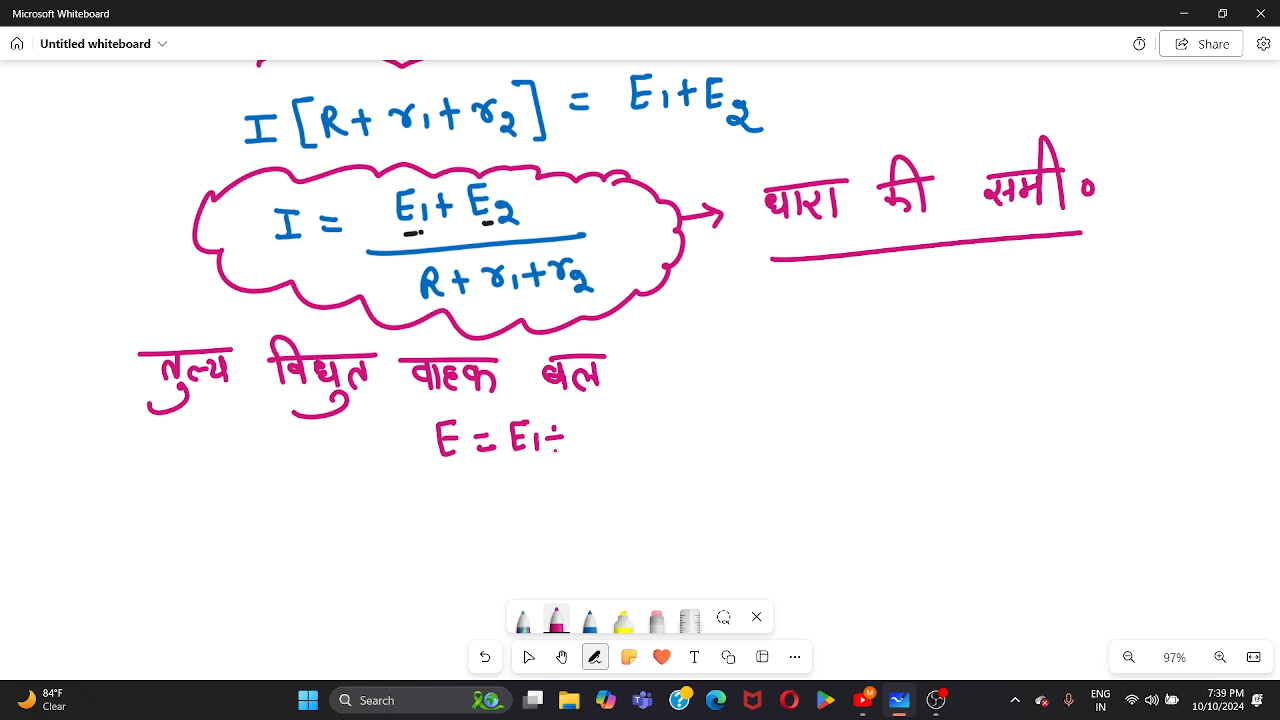 Microsoft Whiteboard
Untitled whiteboard
Share
I[R+r₁+r₂] = E₁+E₂
I = E₁+E₂
R+r₁+r₂
→ धारा की समी०
तुल्य विद्युत वाहक बल
E = E₁÷
97%
84°F
Clear
Search
M
ENG
IN
7:39 PM
10/10/2024